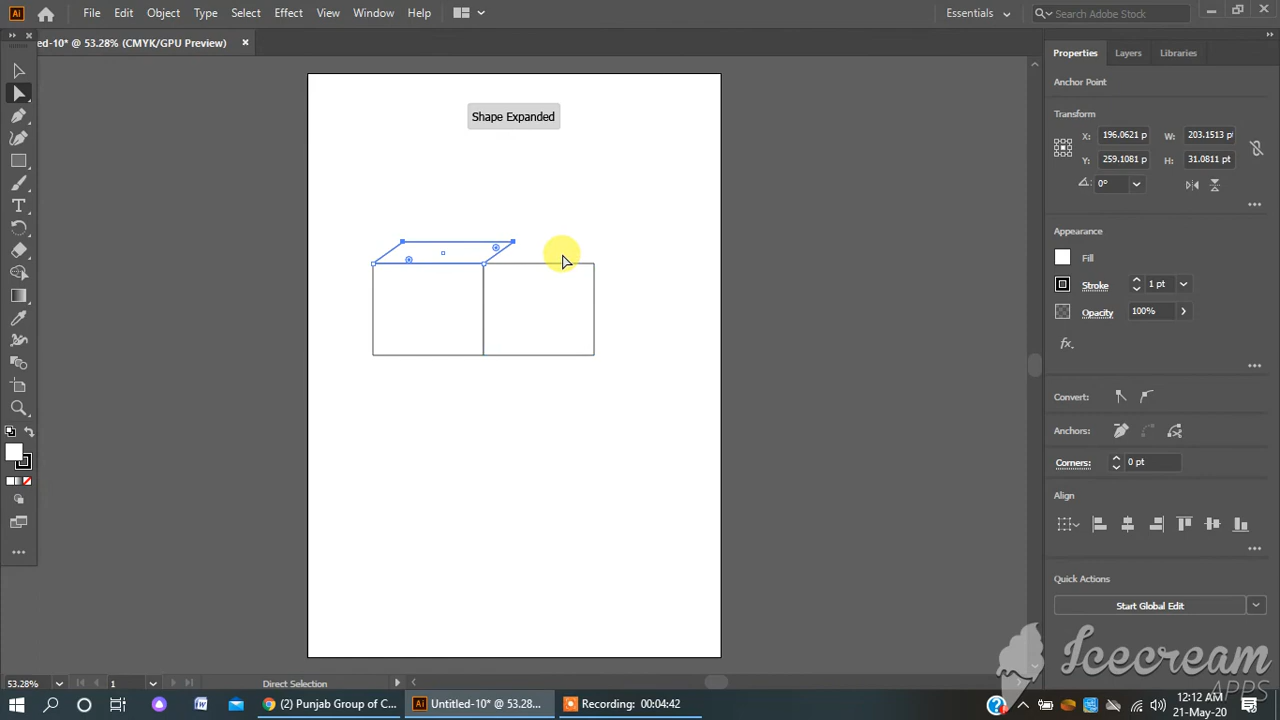 Ai File Edit Object Type Select Effect View Window Help Essentials Search Adobe Stock
ed-10* @ 53.28% (CMYK/GPU Preview)
Properties Layers Libraries
Anchor Point
Transform
X: 196.0621 p W: 203.1513 pt
Y: 259.1081 p H: 31.0811 pt
0°
Appearance
Fill
Stroke 1 pt
Opacity 100%
fx.
Convert:
Anchors:
Corners: 0 pt
Align
Quick Actions
Start Global Edit
Shape Expanded
T
53.28% 1 Direct Selection
Icecream
APPS
(2) Punjab Group of C...
Ai Untitled-10* @ 53.28...
Recording: 00:04:42
12:12 AM
21-May-20